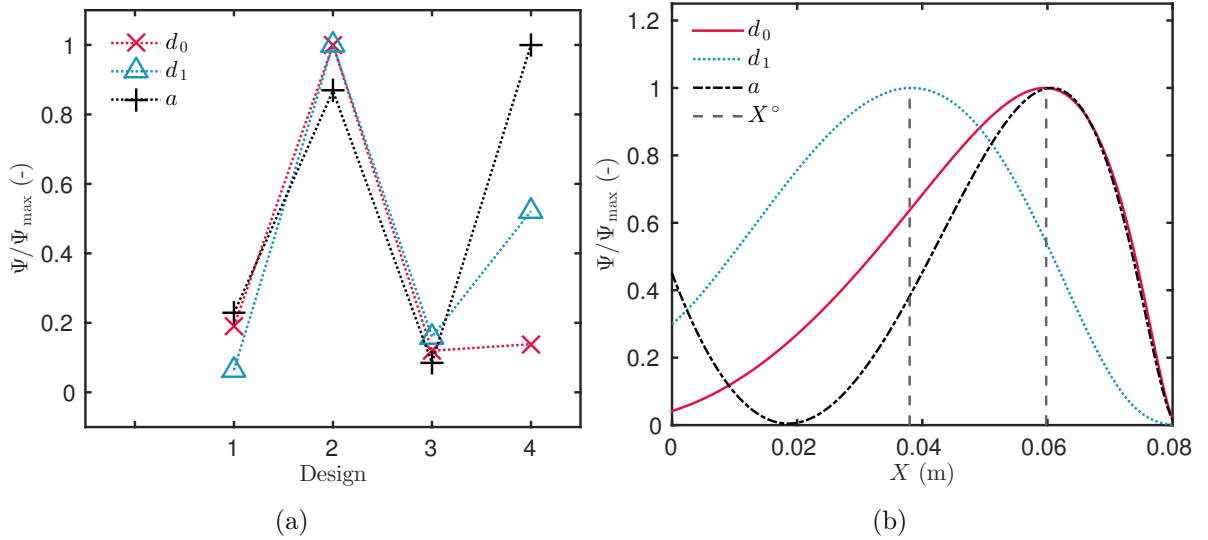 1
0.8
0.6
0.4
0.2
0
Ψ/Ψmax (-)
d0
d1
a
1 2 3 4
Design
(a)
1.2
1
0.8
0.6
0.4
0.2
0
Ψ/Ψmax (-)
d0
d1
a
X°
0 0.02 0.04 0.06 0.08
X (m)
(b)